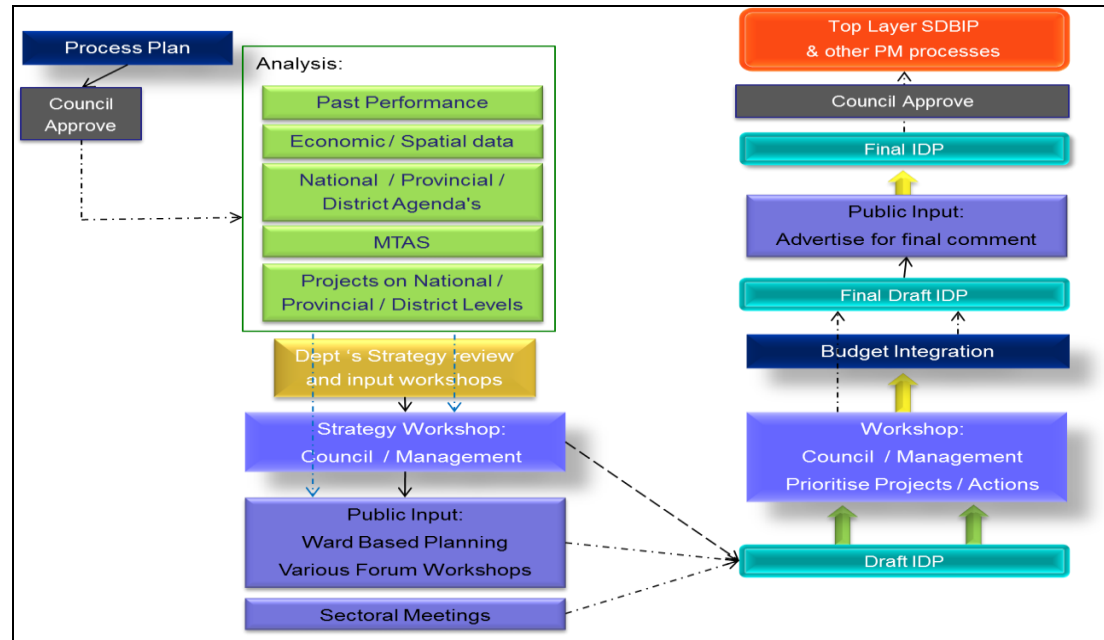 Process Plan
Council
Approve
Analysis:
Past Performance
Economic / Spatial data
National / Provincial /
District Agenda's
MTAS
Projects on National /
Provincial / District Levels
Dept 's Strategy review
and input workshops
Strategy Workshop:
Council / Management
Public Input:
Ward Based Planning
Various Forum Workshops
Sectoral Meetings
Top Layer SDBIP
& other PM processes
Council Approve
Final IDP
Public Input:
Advertise for final comment
Final Draft IDP
Budget Integration
Workshop:
Council / Management
Prioritise Projects / Actions
Draft IDP